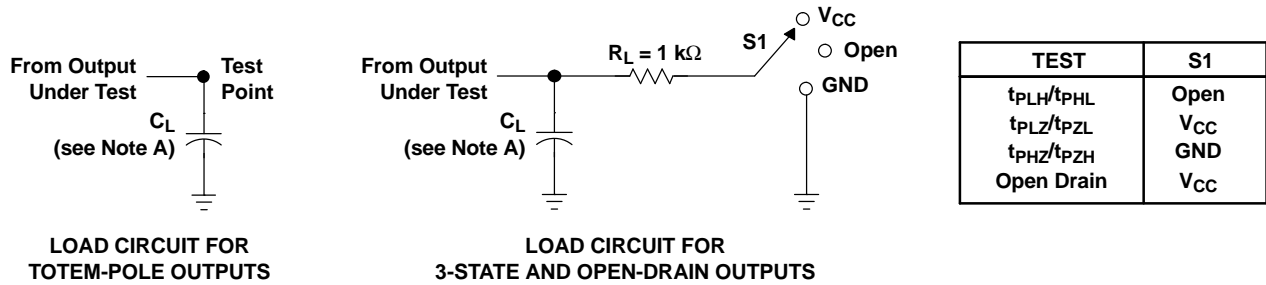 From Output
Under Test
Test
Point
CL
(see Note A)
LOAD CIRCUIT FOR
TOTEM-POLE OUTPUTS
From Output
Under Test
CL
(see Note A)
RL = 1 kΩ
S1
VCC
Open
GND
LOAD CIRCUIT FOR
3-STATE AND OPEN-DRAIN OUTPUTS
TEST S1
tPLH/tPHL Open
tPLZ/tPZL VCC
tPHZ/tPZH GND
Open Drain VCC